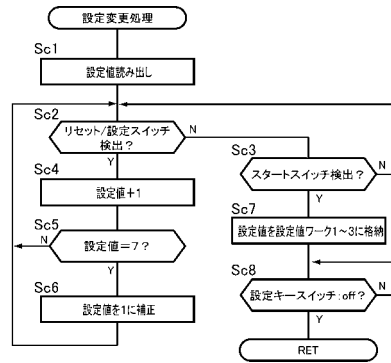 設定変更処理
Sc1
設定値読み出し
Sc2
リセット/設定スイッチ
検出?
N
Y
Sc3
スタートスイッチ検出?
N
Y
Sc4
設定値+1
Sc5
設定値=7?
N
Y
Sc7
設定値を設定値ワーク1~3に格納
Sc6
設定値を1に補正
Sc8
設定キースイッチ:off?
N
Y
RET